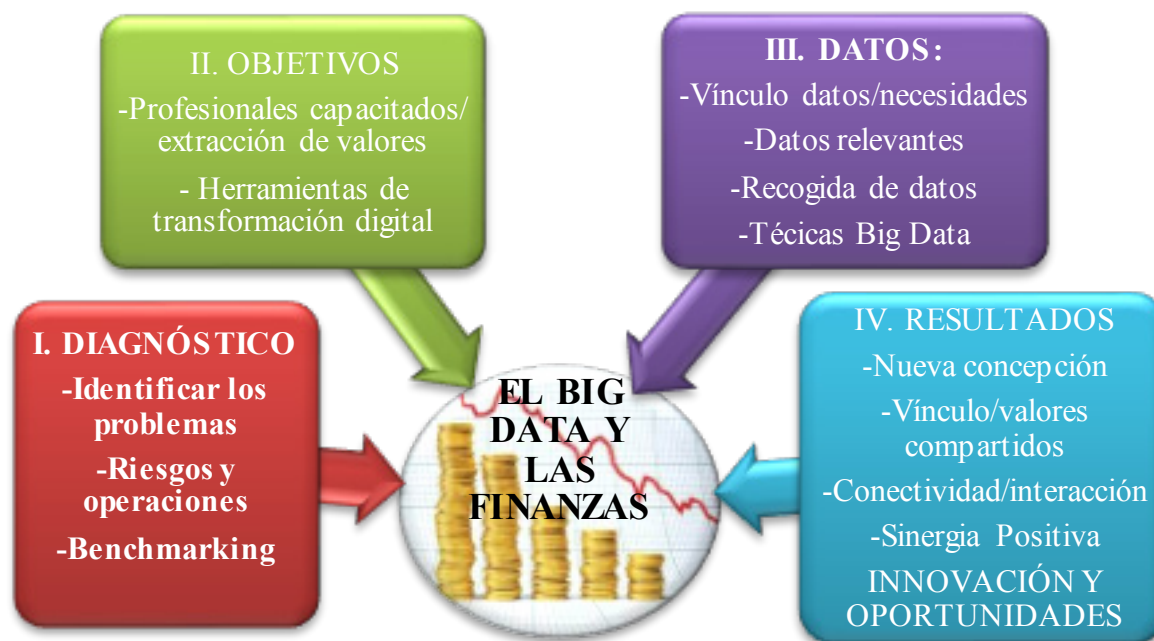 II. OBJETIVOS
-Profesionales capacitados/
extracción de valores
- Herramientas de
transformación digital
III. DATOS:
-Vínculo datos/necesidades
-Datos relevantes
-Recogida de datos
-Técicas Big Data
I. DIAGNÓSTICO
-Identificar los
problemas
-Riesgos y
operaciones
-Benchmarking
EL BIG
DATA Y
LAS
FINANZAS
IV. RESULTADOS
-Nueva concepción
-Vínculo/valores
compartidos
-Conectividad/interacción
-Sinergia Positiva
INNOVACIÓN Y
OPORTUNIDADES